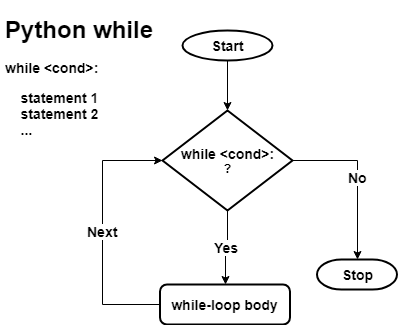 Python while
Start
while <cond>:
statement 1
statement 2
...
while <cond>:
?
No
Next
Yes
Stop
while-loop body